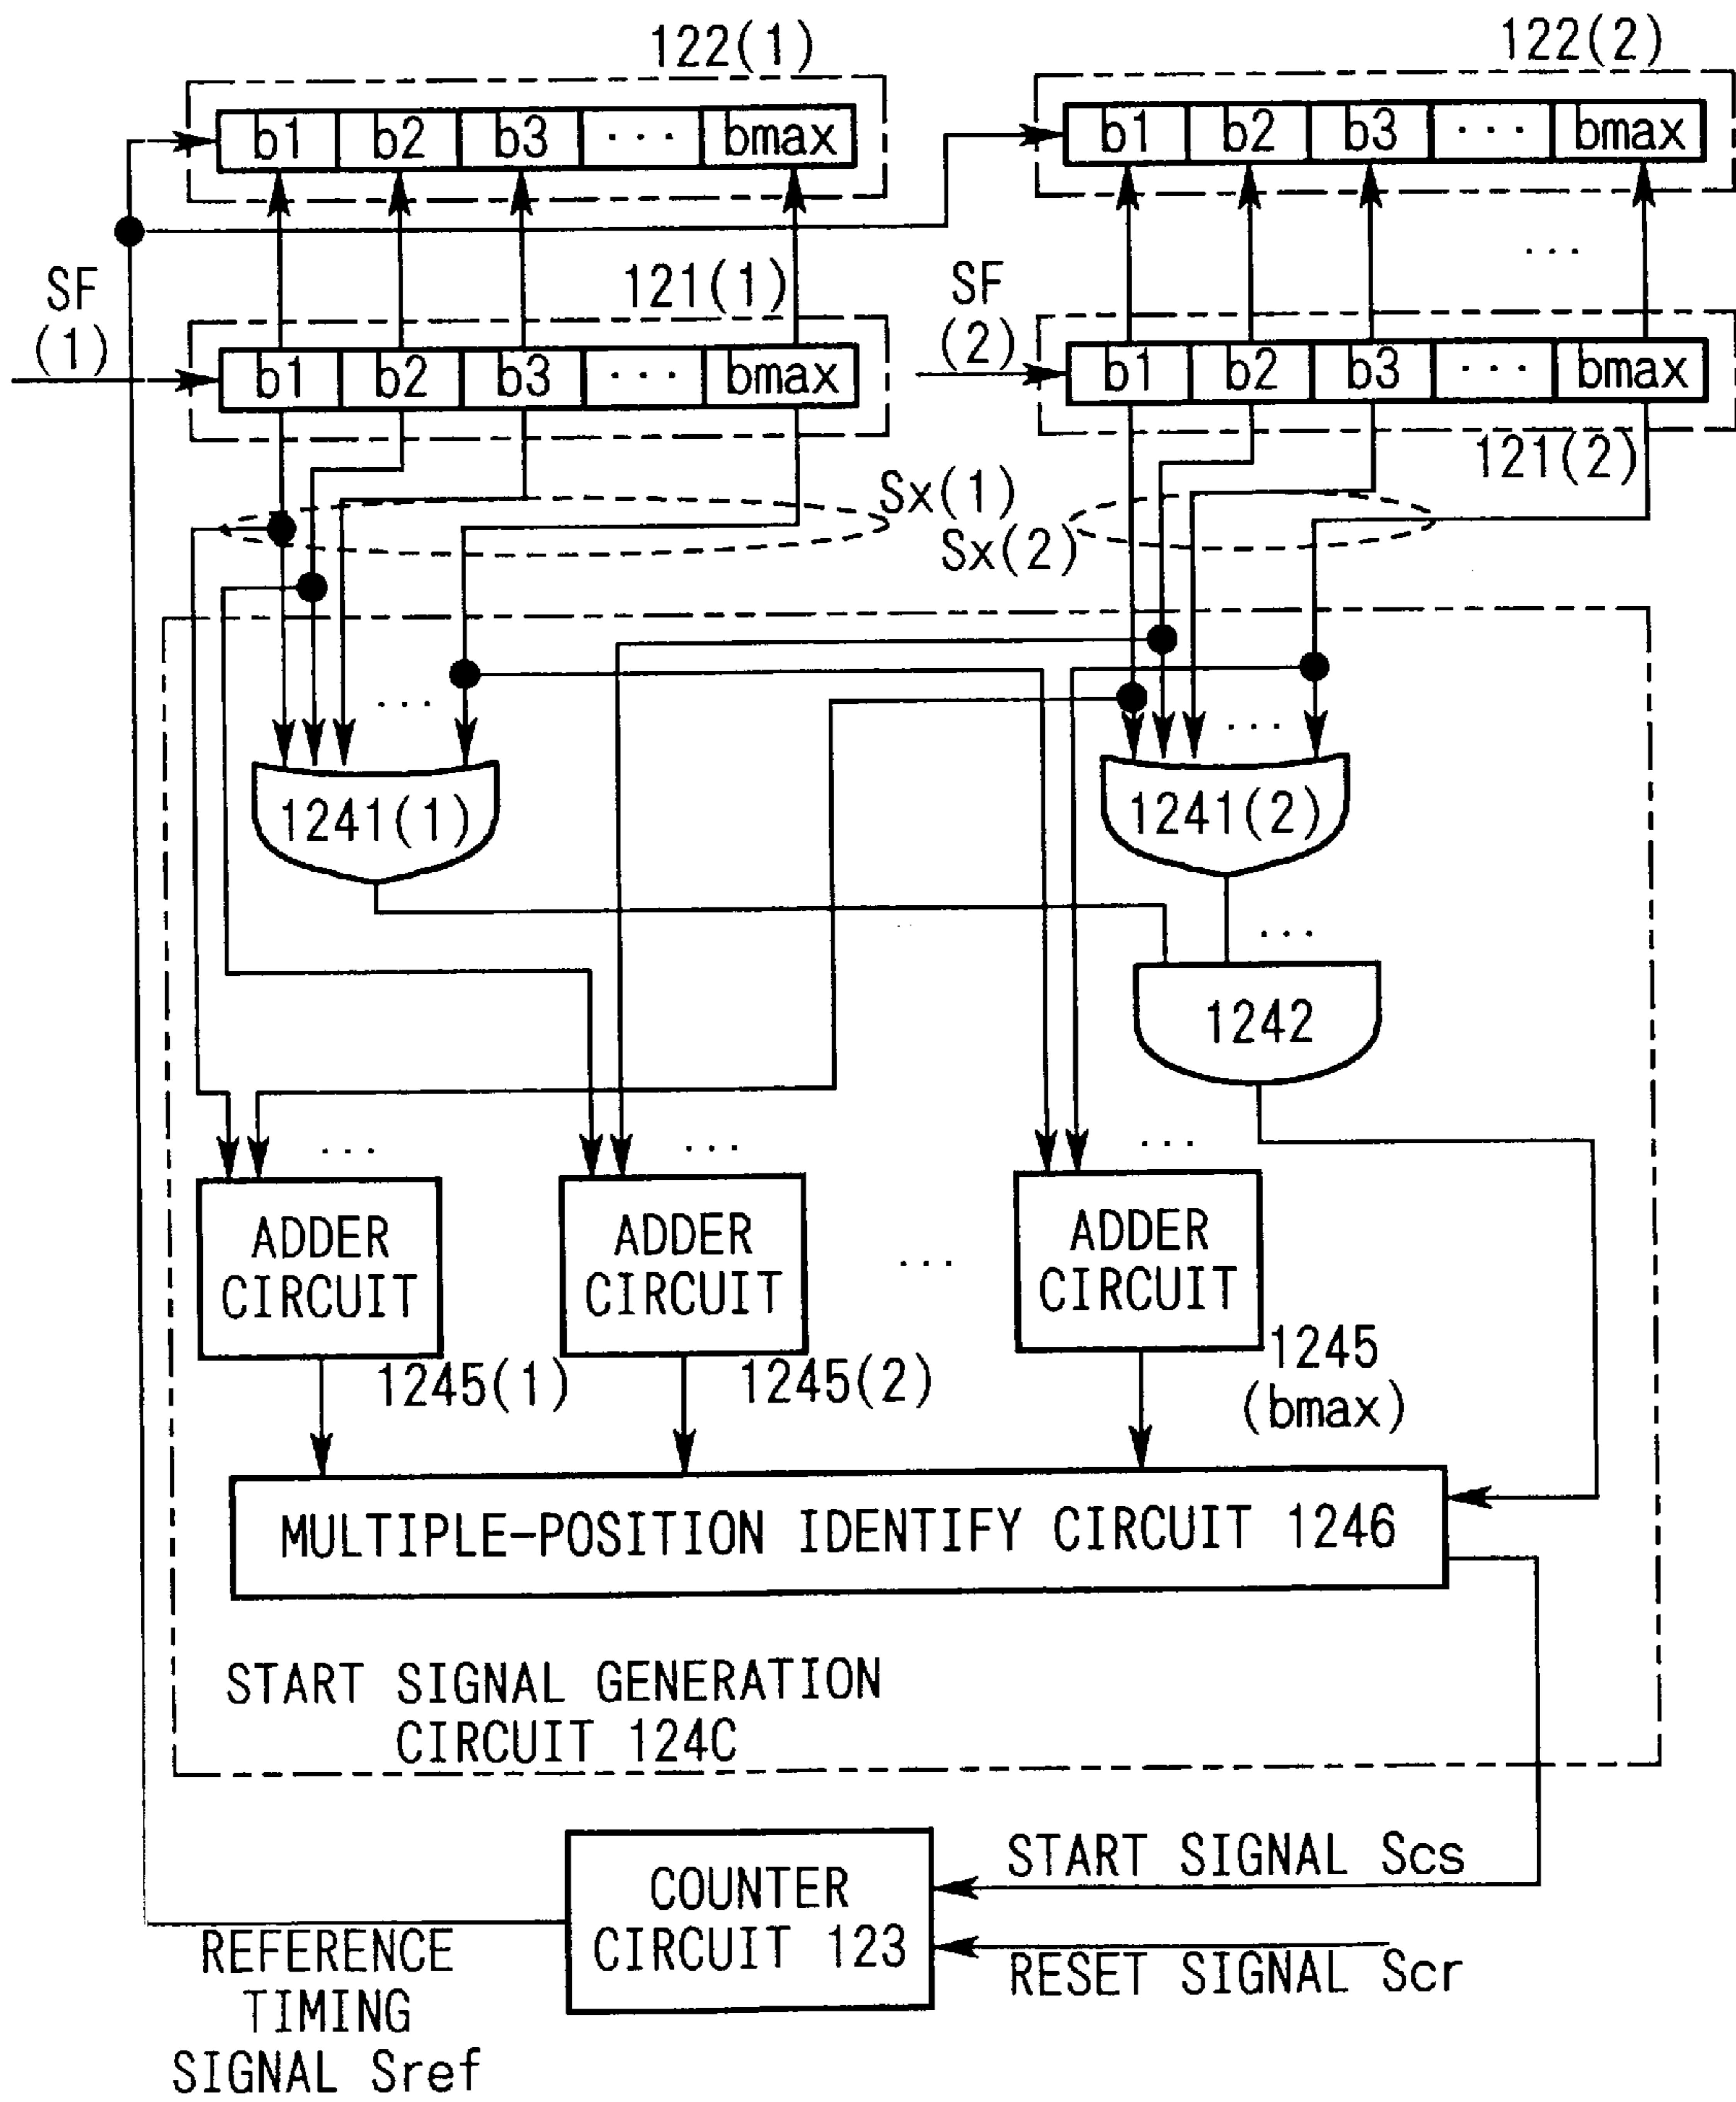 122(1)
122(2)
b1 b2 b3 ... bmax
b1 b2 b3 ... bmax
SF
(1)
121(1)
SF
(2)
...
b1 b2 b3 ... bmax
b1 b2 b3 ... bmax
121(2)
Sx(1)
Sx(2)
...
...
1241(1)
1241(2)
...
1242
...
...
...
ADDER
CIRCUIT
ADDER
CIRCUIT
...
ADDER
CIRCUIT
1245(1)
1245(2)
1245
(bmax)
MULTIPLE-POSITION IDENTIFY CIRCUIT 1246
START SIGNAL GENERATION
CIRCUIT 124C
COUNTER
CIRCUIT 123
START SIGNAL Scs
RESET SIGNAL Scr
REFERENCE
TIMING
SIGNAL Sref